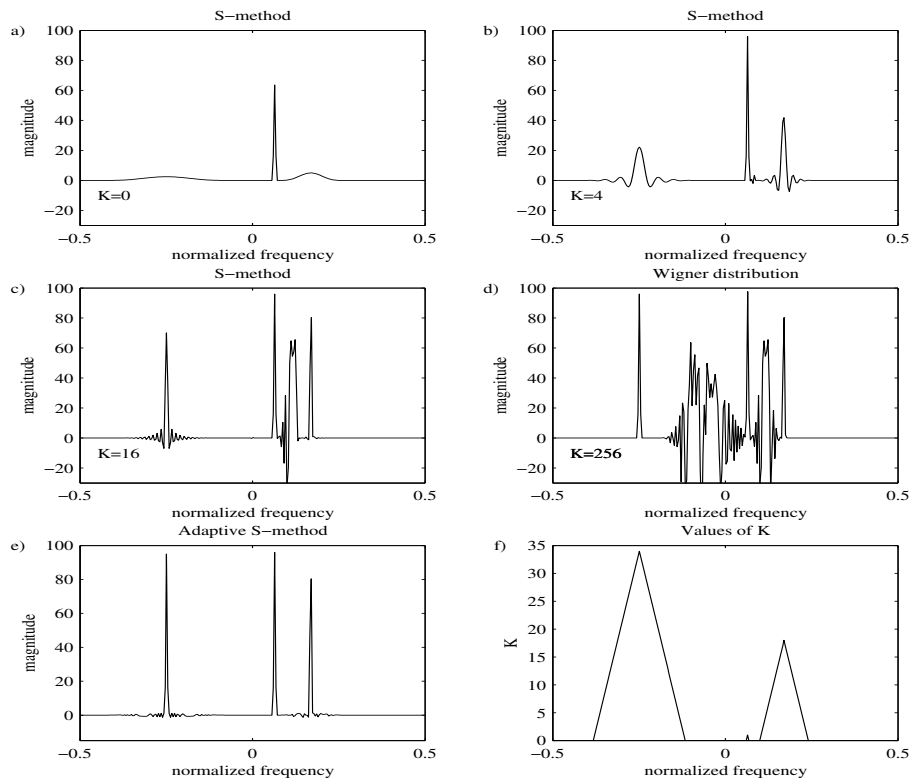 S−method
a)
100
80
60
40
20
0
−20
magnitude
K=0
−0.5
0
0.5
normalized frequency
S−method
b)
100
80
60
40
20
0
−20
magnitude
K=4
−0.5
0
0.5
normalized frequency
S−method
c)
100
80
60
40
20
0
−20
magnitude
K=16
−0.5
0
0.5
normalized frequency
Wigner distribution
d)
100
80
60
40
20
0
−20
magnitude
K=256
−0.5
0
0.5
normalized frequency
Adaptive S−method
e)
100
80
60
40
20
0
magnitude
−0.5
0
0.5
normalized frequency
Values of K
f)
35
30
25
20
15
10
5
0
K
−0.5
0
0.5
normalized frequency